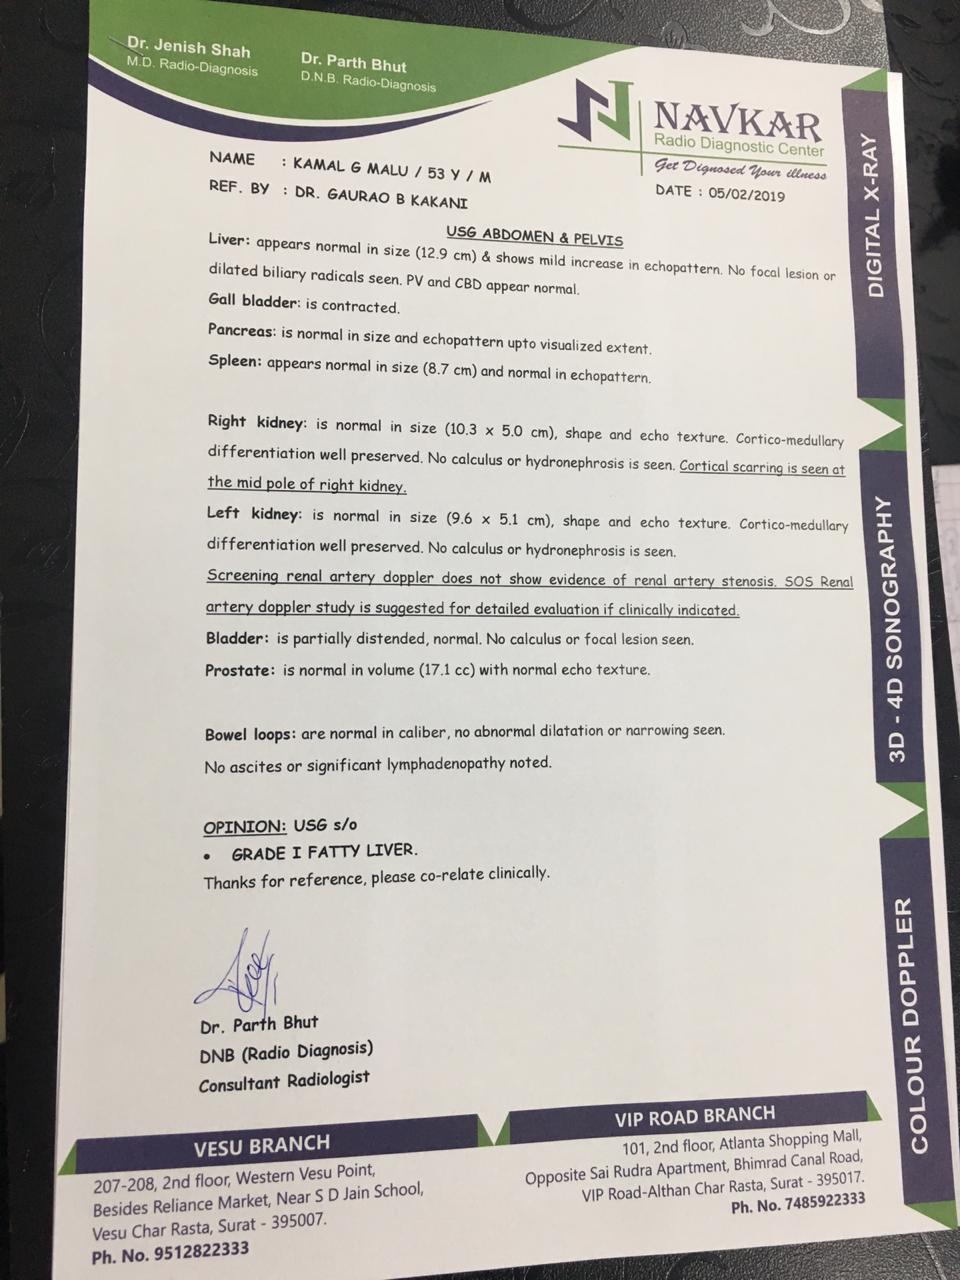 Dr. Jenish Shah
M.D. Radio-Diagnosis
Dr. Parth Bhut
D.N.B. Radio-Diagnosis
NAVKAR
Radio Diagnostic Center
Get Dignosed Your illness
NAME : KAMAL G MALU / 53 Y / M
REF. BY : DR. GAURAO B KAKANI
DATE : 05/02/2019
USG ABDOMEN & PELVIS
Liver: appears normal in size (12.9 cm) & shows mild increase in echopattern. No focal lesion or
dilated biliary radicals seen. PV and CBD appear normal.
Gall bladder: is contracted.
Pancreas: is normal in size and echopattern upto visualized extent.
Spleen: appears normal in size (8.7 cm) and normal in echopattern.
Right kidney: is normal in size (10.3 x 5.0 cm), shape and echo texture. Cortico-medullary
differentiation well preserved. No calculus or hydronephrosis is seen. Cortical scarring is seen at
the mid pole of right kidney.
Left kidney: is normal in size (9.6 x 5.1 cm), shape and echo texture. Cortico-medullary
differentiation well preserved. No calculus or hydronephrosis is seen.
Screening renal artery doppler does not show evidence of renal artery stenosis. SOS Renal
artery doppler study is suggested for detailed evaluation if clinically indicated.
Bladder: is partially distended, normal. No calculus or focal lesion seen.
Prostate: is normal in volume (17.1 cc) with normal echo texture.
Bowel loops: are normal in caliber, no abnormal dilatation or narrowing seen.
No ascites or significant lymphadenopathy noted.
OPINION: USG s/o
• GRADE I FATTY LIVER.
Thanks for reference, please co-relate clinically.
Dr. Parth Bhut
DNB (Radio Diagnosis)
Consultant Radiologist
DIGITAL X-RAY
3D - 4D SONOGRAPHY
COLOUR DOPPLER
VESU BRANCH
207-208, 2nd floor, Western Vesu Point,
Besides Reliance Market, Near S D Jain School,
Vesu Char Rasta, Surat - 395007.
Ph. No. 9512822333
VIP ROAD BRANCH
101, 2nd floor, Atlanta Shopping Mall,
Opposite Sai Rudra Apartment, Bhimrad Canal Road,
VIP Road-Althan Char Rasta, Surat - 395017.
Ph. No. 7485922333